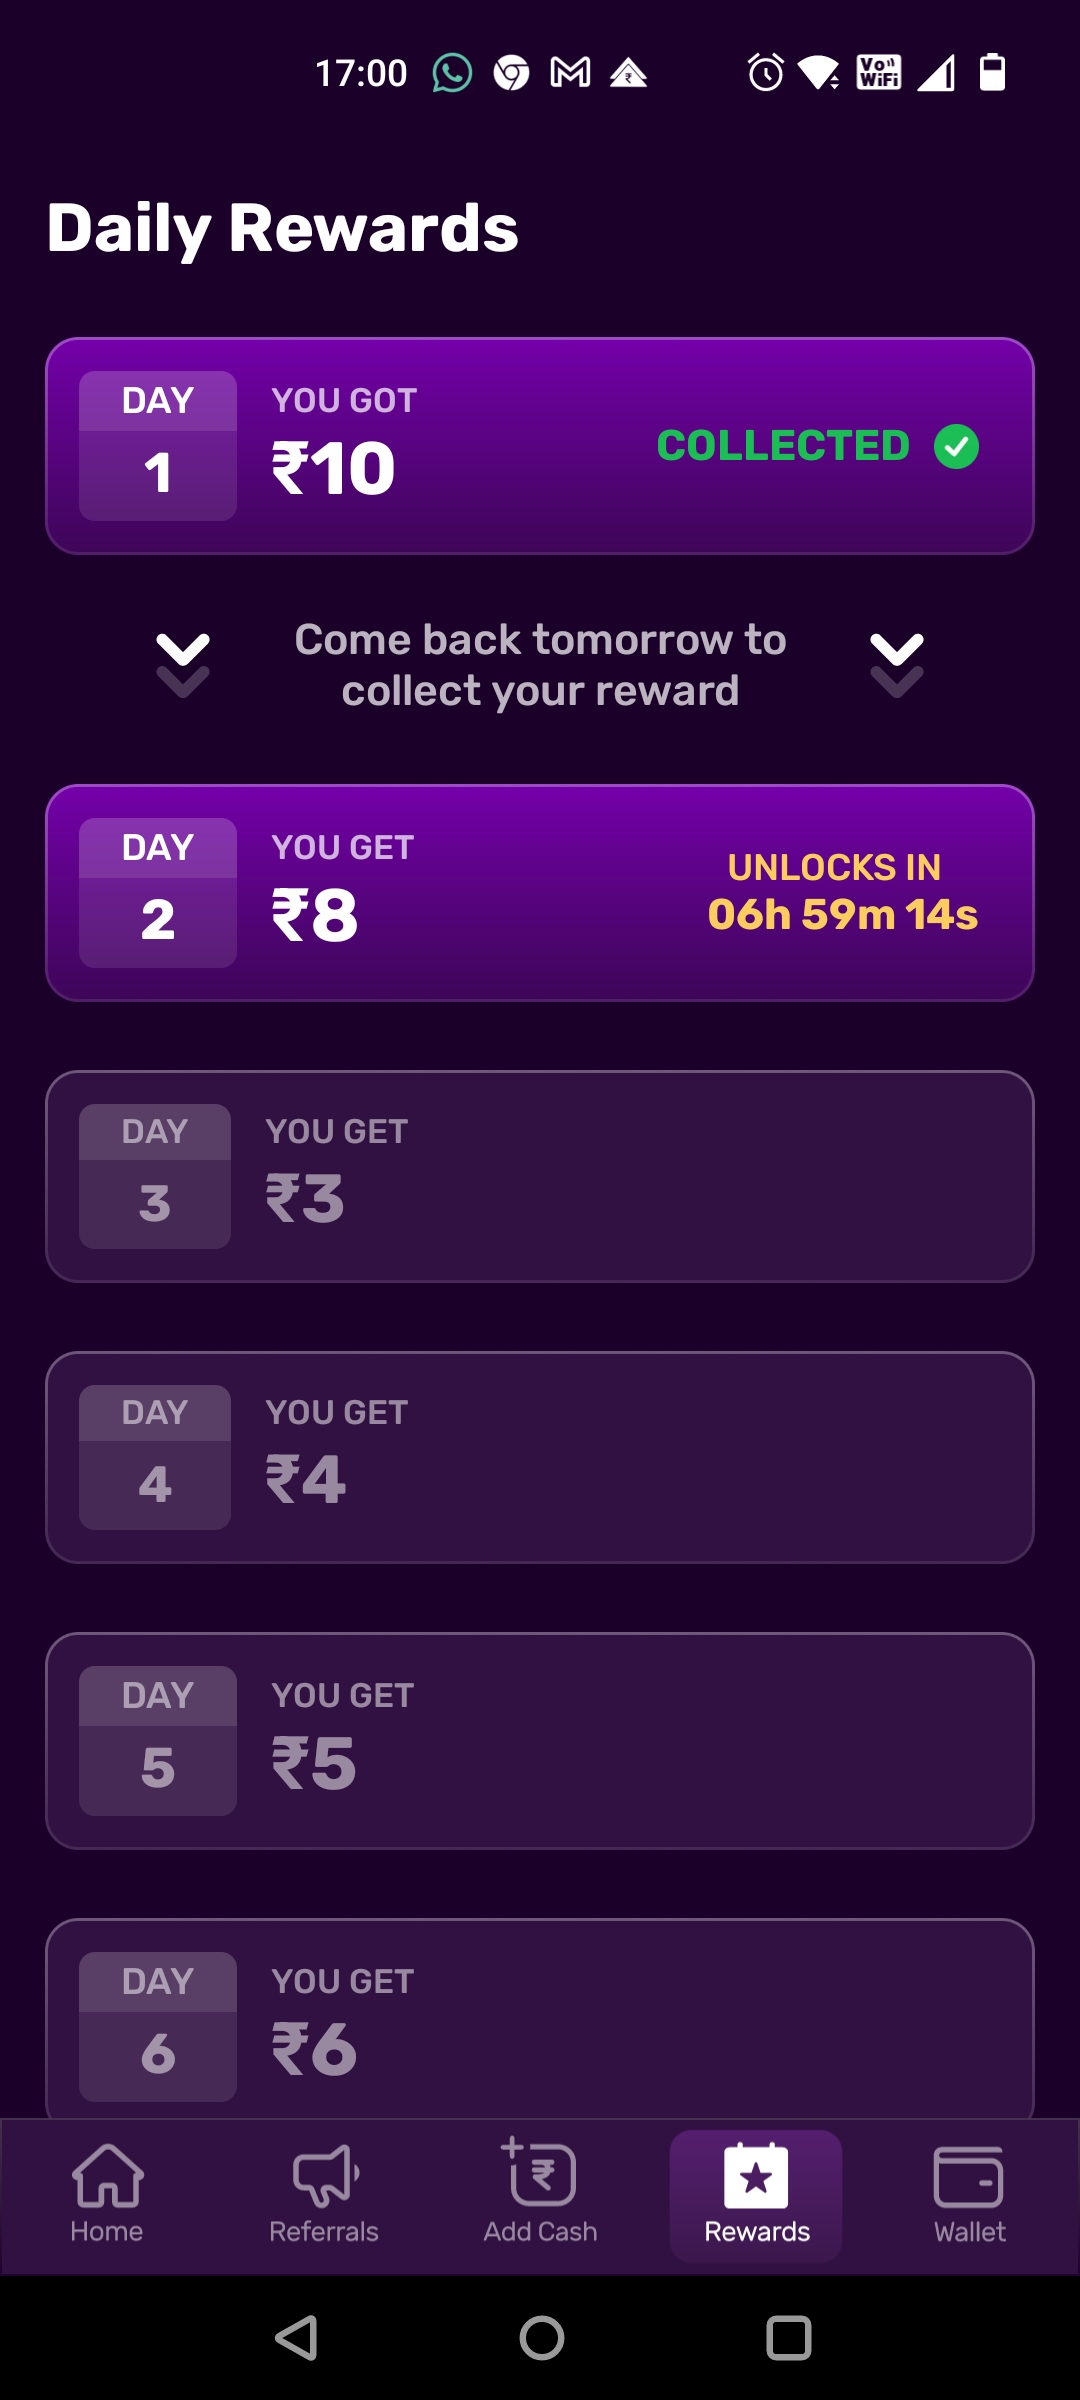 17:00
Vo
WiFi
Daily Rewards
DAY
1
YOU GOT
₹10
COLLECTED
Come back tomorrow to
collect your reward
DAY
2
YOU GET
₹8
UNLOCKS IN
06h 59m 14s
DAY
3
YOU GET
₹3
DAY
4
YOU GET
₹4
DAY
5
YOU GET
₹5
DAY
6
YOU GET
₹6
Home
Referrals
Add Cash
Rewards
Wallet